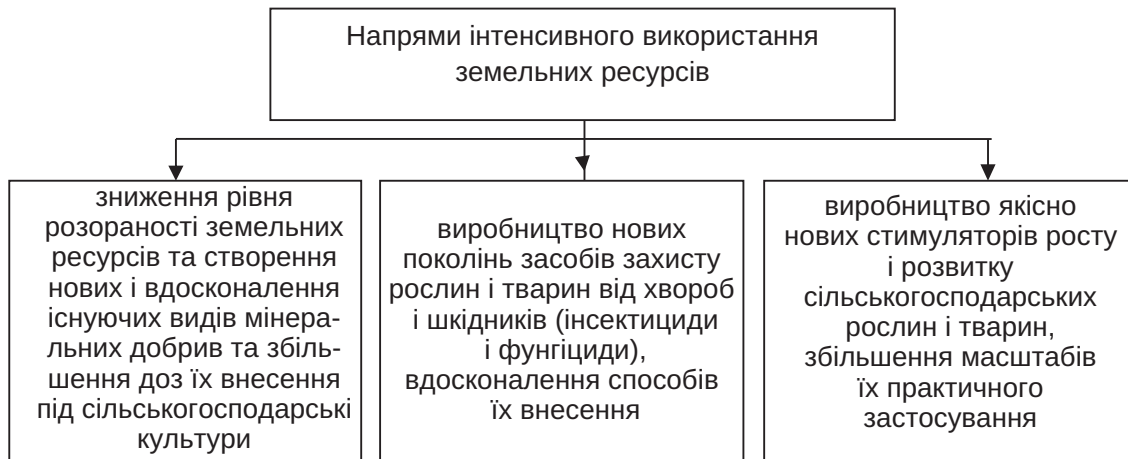 Напрями інтенсивного використання
земельних ресурсів
зниження рівня
розораності земельних
ресурсів та створення
нових і вдосконалення
існуючих видів мінера-
льних добрив та збіль-
шення доз їх внесення
під сільськогосподарські
культури
виробництво нових
поколінь засобів захисту
рослин і тварин від хвороб
і шкідників (інсектициди
і фунгіциди),
вдосконалення способів
їх внесення
виробництво якісно
нових стимуляторів росту
і розвитку
сільськогосподарських
рослин і тварин,
збільшення масштабів
їх практичного
застосування